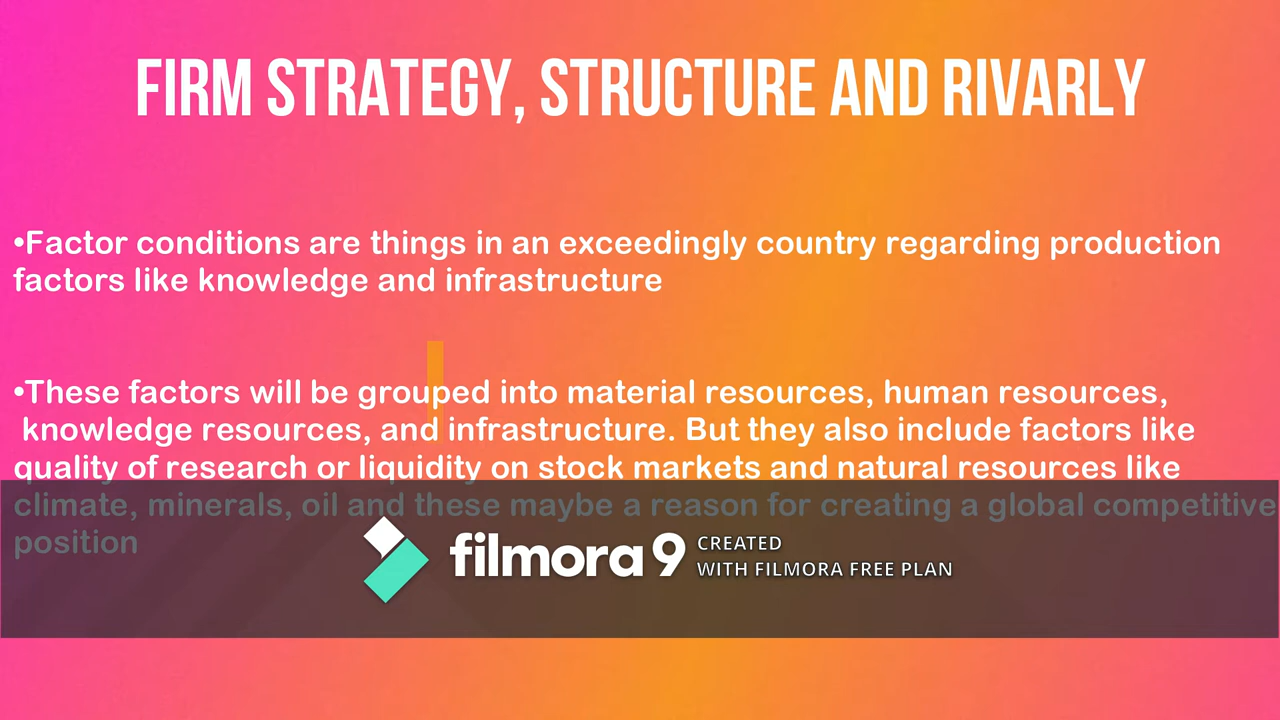 FIRM STRATEGY, STRUCTURE AND RIVARLY
•Factor conditions are things in an exceedingly country regarding production
factors like knowledge and infrastructure
•These factors will be grouped into material resources, human resources,
knowledge resources, and infrastructure. But they also include factors like
quality of research or liquidity on stock markets and natural resources like
climate, minerals, oil and these maybe a reason for creating a global competitive
position
filmora 9
CREATED
WITH FILMORA FREE PLAN